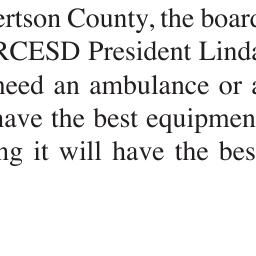 ertson County, the board
RCESD President Linda
need an ambulance or a
have the best equipmen
ng it will have the bes